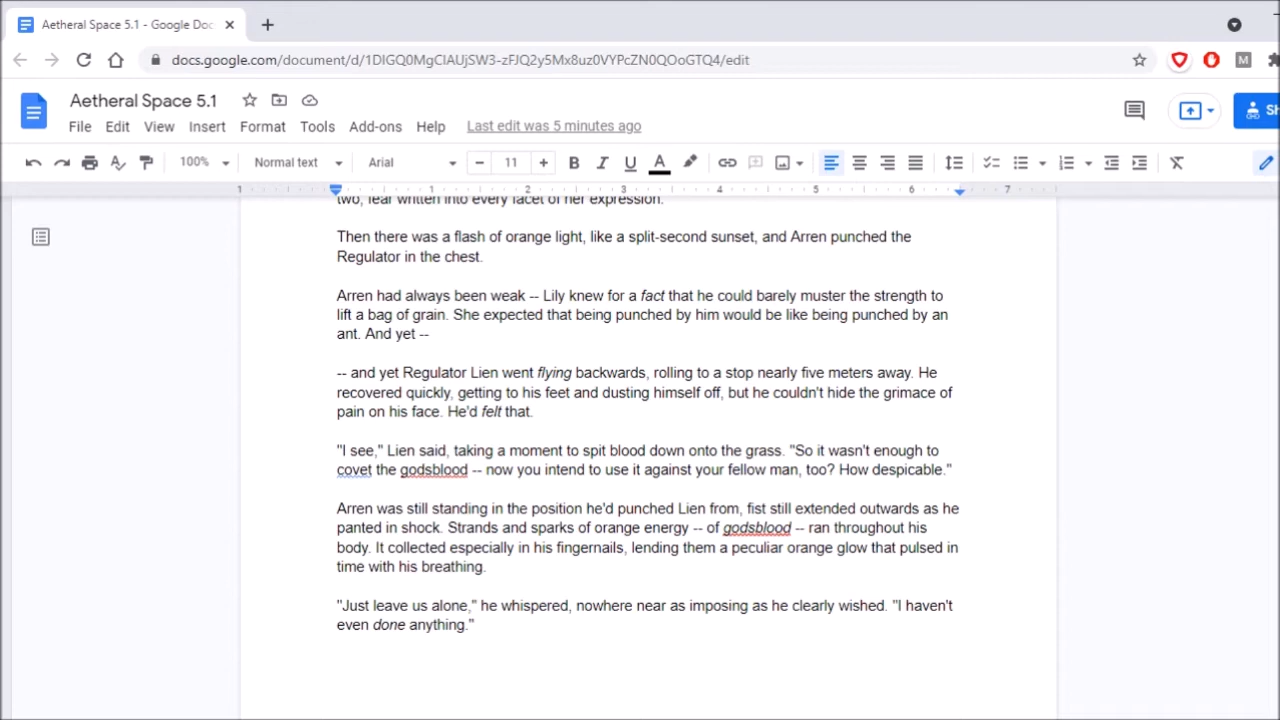 Aetheral Space 5.1 - Google Doc
docs.google.com/document/d/1DIGQ0MgClAUjSW3-zFJQ2y5Mx8uz0VYPcZN0QOoGTQ4/edit
M
Aetheral Space 5.1
File Edit View Insert Format Tools Add-ons Help Last edit was 5 minutes ago
Sh
100% Normal text Arial 11 B I U A
1 1 2 3 4 5 6 7
two, fear written into every facet of her expression.
Then there was a flash of orange light, like a split-second sunset, and Arren punched the
Regulator in the chest.
Arren had always been weak -- Lily knew for a fact that he could barely muster the strength to
lift a bag of grain. She expected that being punched by him would be like being punched by an
ant. And yet --
-- and yet Regulator Lien went flying backwards, rolling to a stop nearly five meters away. He
recovered quickly, getting to his feet and dusting himself off, but he couldn't hide the grimace of
pain on his face. He'd felt that.
"I see," Lien said, taking a moment to spit blood down onto the grass. "So it wasn't enough to
covet the godsblood -- now you intend to use it against your fellow man, too? How despicable."
Arren was still standing in the position he'd punched Lien from, fist still extended outwards as he
panted in shock. Strands and sparks of orange energy -- of godsblood -- ran throughout his
body. It collected especially in his fingernails, lending them a peculiar orange glow that pulsed in
time with his breathing.
"Just leave us alone," he whispered, nowhere near as imposing as he clearly wished. "I haven't
even done anything."